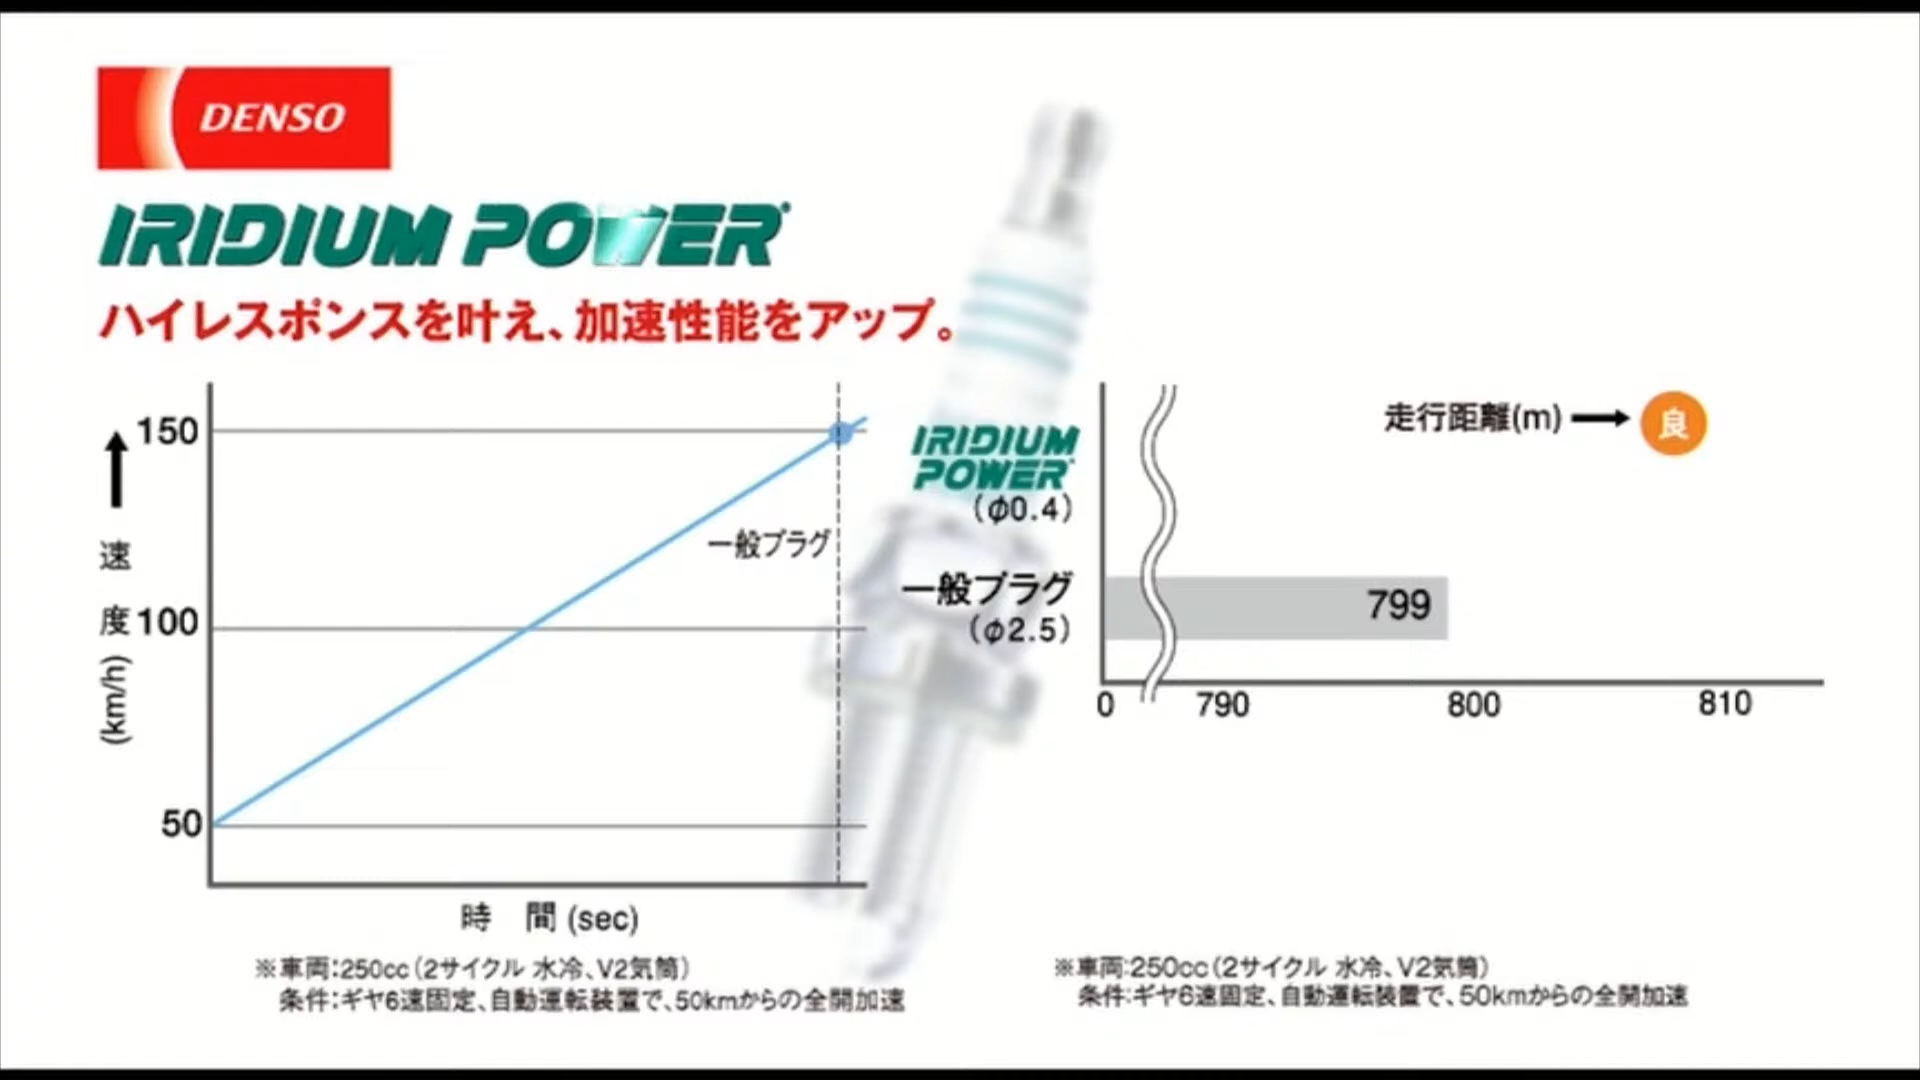 DENSO
IRIDIUM POWER®
ハイレスポンスを叶え、加速性能をアップ。
150
100
50
速度
(km/h)
一般プラグ
時間(sec)
※車両:250cc(2サイクル 水冷、V2気筒)
条件:ギヤ6速固定、自動運転装置で、50kmからの全開加速
走行距離(m)
良
IRIDIUM
POWER®
(φ0.4)
一般プラグ
(φ2.5)
799
0 790 800 810
※車両:250cc(2サイクル 水冷、V2気筒)
条件:ギヤ6速固定、自動運転装置で、50kmからの全開加速